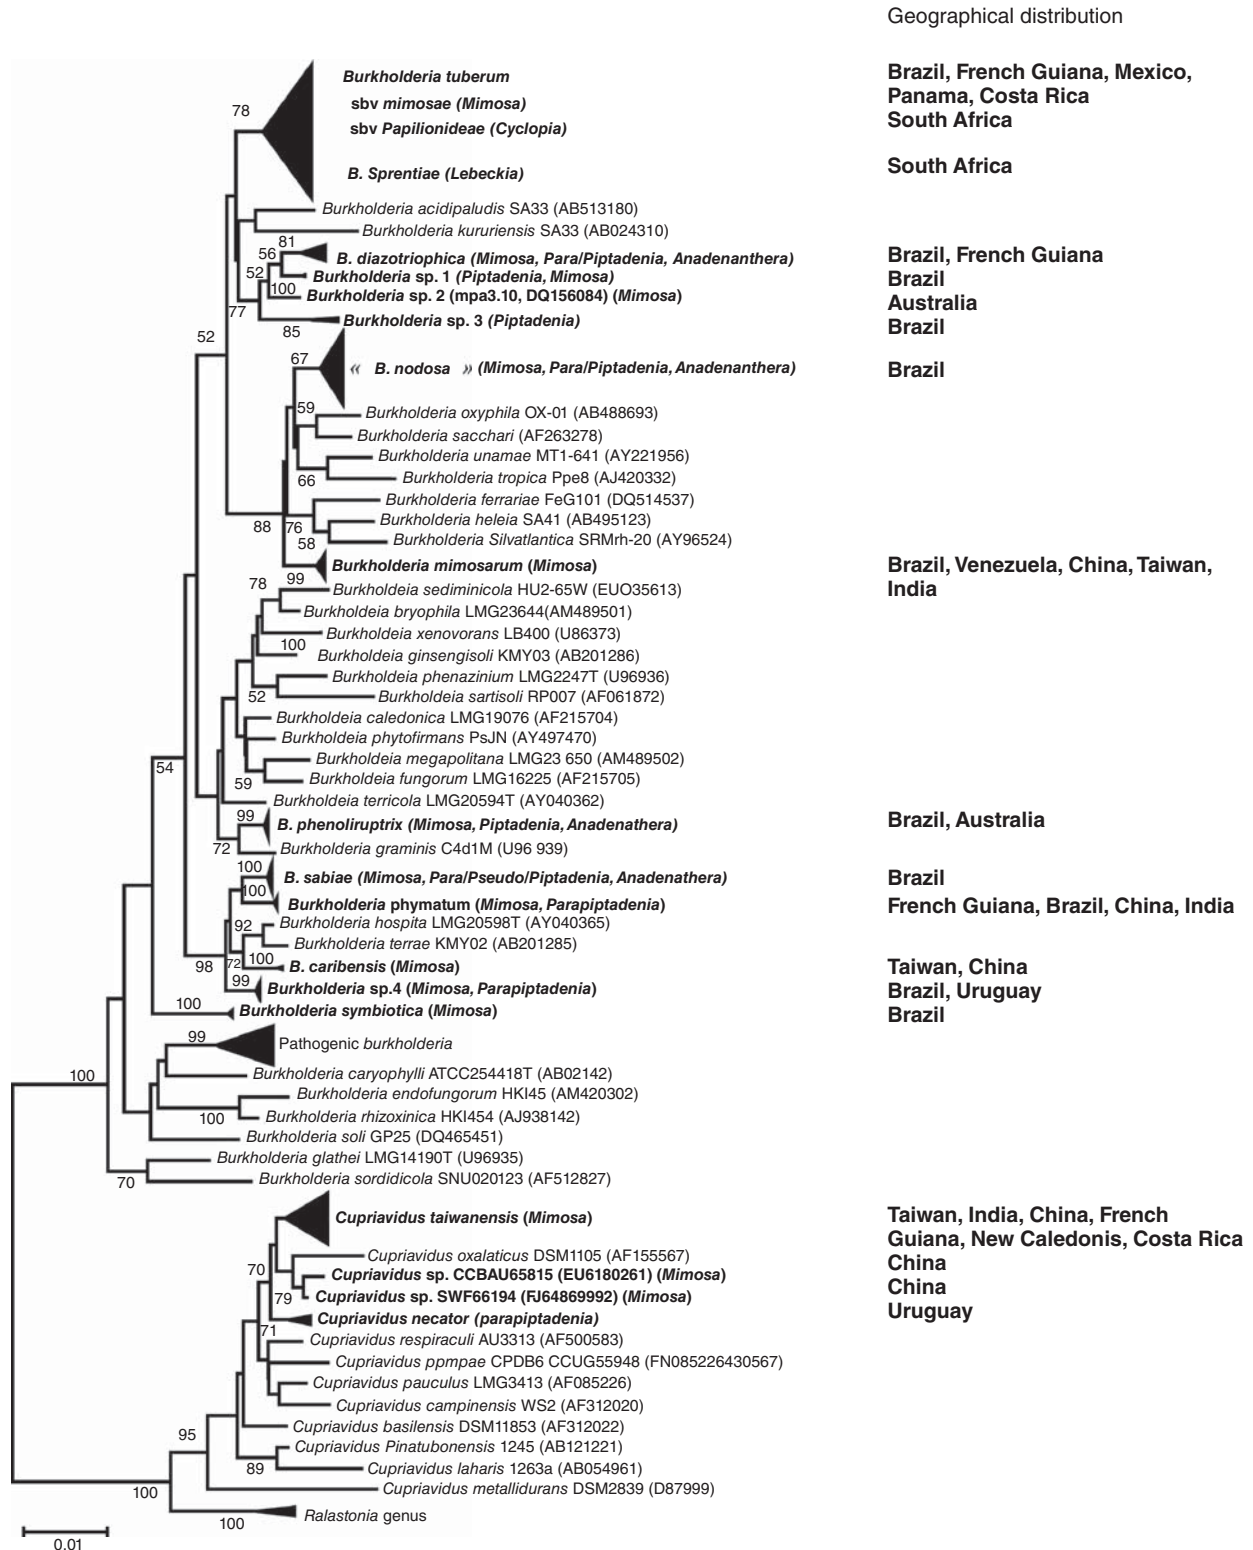 Geographical distribution
Burkholderia tuberum
Brazil, French Guiana, Mexico,
Panama, Costa Rica
78
sbv mimosae (Mimosa)
South Africa
sbv Papilionideae (Cyclopia)
South Africa
B. Sprentiae (Lebeckia)
Burkholderia acidipaludis SA33 (AB513180)
Burkholderia kururiensis SA33 (AB024310)
81
56
B. diazotriophica (Mimosa, Para/Piptadenia, Anadenanthera)
Brazil, French Guiana
52
Burkholderia sp. 1 (Piptadenia, Mimosa)
Brazil
100
Burkholderia sp. 2 (mpa3.10, DQ156084) (Mimosa)
Australia
77
Burkholderia sp. 3 (Piptadenia)
Brazil
85
52
67
« B. nodosa » (Mimosa, Para/Piptadenia, Anadenanthera)
Brazil
59
Burkholderia oxyphila OX-01 (AB488693)
Burkholderia sacchari (AF263278)
Burkholderia unamae MT1-641 (AY221956)
Burkholderia tropica Ppe8 (AJ420332)
66
Burkholderia ferrariae FeG101 (DQ514537)
88
76
Burkholderia heleia SA41 (AB495123)
58
Burkholderia Silvatlantica SRMrh-20 (AY96524)
Burkholderia mimosarum (Mimosa)
Brazil, Venezuela, China, Taiwan,
India
78
99
Burkholdeia sediminicola HU2-65W (EUO35613)
Burkholdeia bryophila LMG23644(AM489501)
Burkholdeia xenovorans LB400 (U86373)
100
Burkholdeia ginsengisoli KMY03 (AB201286)
Burkholdeia phenazinium LMG2247T (U96936)
52
Burkholdeia sartisoli RP007 (AF061872)
Burkholdeia caledonica LMG19076 (AF215704)
Burkholdeia phytofirmans PsJN (AY497470)
54
Burkholdeia megapolitana LMG23 650 (AM489502)
59
Burkholdeia fungorum LMG16225 (AF215705)
Burkholdeia terricola LMG20594T (AY040362)
99
B. phenoliruptrix (Mimosa, Piptadenia, Anadenathera)
Brazil, Australia
72
Burkholderia graminis C4d1M (U96 939)
100
B. sabiae (Mimosa, Para/Pseudo/Piptadenia, Anadenathera)
Brazil
100
Burkholderia phymatum (Mimosa, Parapiptadenia)
French Guiana, Brazil, China, India
92
Burkholderia hospita LMG20598T (AY040365)
Burkholderia terrae KMY02 (AB201285)
98
72
100
B. caribensis (Mimosa)
Taiwan, China
99
Burkholderia sp.4 (Mimosa, Parapiptadenia)
Brazil, Uruguay
100
Burkholderia symbiotica (Mimosa)
Brazil
99
Pathogenic burkholderia
100
Burkholderia caryophylli ATCC254418T (AB02142)
Burkholderia endofungorum HKI45 (AM420302)
100
Burkholderia rhizoxinica HKI454 (AJ938142)
Burkholderia soli GP25 (DQ465451)
Burkholderia glathei LMG14190T (U96935)
70
Burkholderia sordidicola SNU020123 (AF512827)
Cupriavidus taiwanensis (Mimosa)
Taiwan, India, China, French
Guiana, New Caledonis, Costa Rica
Cupriavidus oxalaticus DSM1105 (AF155567)
China
70
Cupriavidus sp. CCBAU65815 (EU6180261) (Mimosa)
China
79
Cupriavidus sp. SWF66194 (FJ64869992) (Mimosa)
Uruguay
Cupriavidus necator (parapiptadenia)
71
Cupriavidus respiraculi AU3313 (AF500583)
Cupriavidus ppmpae CPDB6 CCUG55948 (FN085226430567)
Cupriavidus pauculus LMG3413 (AF085226)
Cupriavidus campinensis WS2 (AF312020)
Cupriavidus basilensis DSM11853 (AF312022)
95
Cupriavidus Pinatubonensis 1245 (AB121221)
89
Cupriavidus laharis 1263a (AB054961)
100
Cupriavidus metallidurans DSM2839 (D87999)
Ralastonia genus
100
0.01